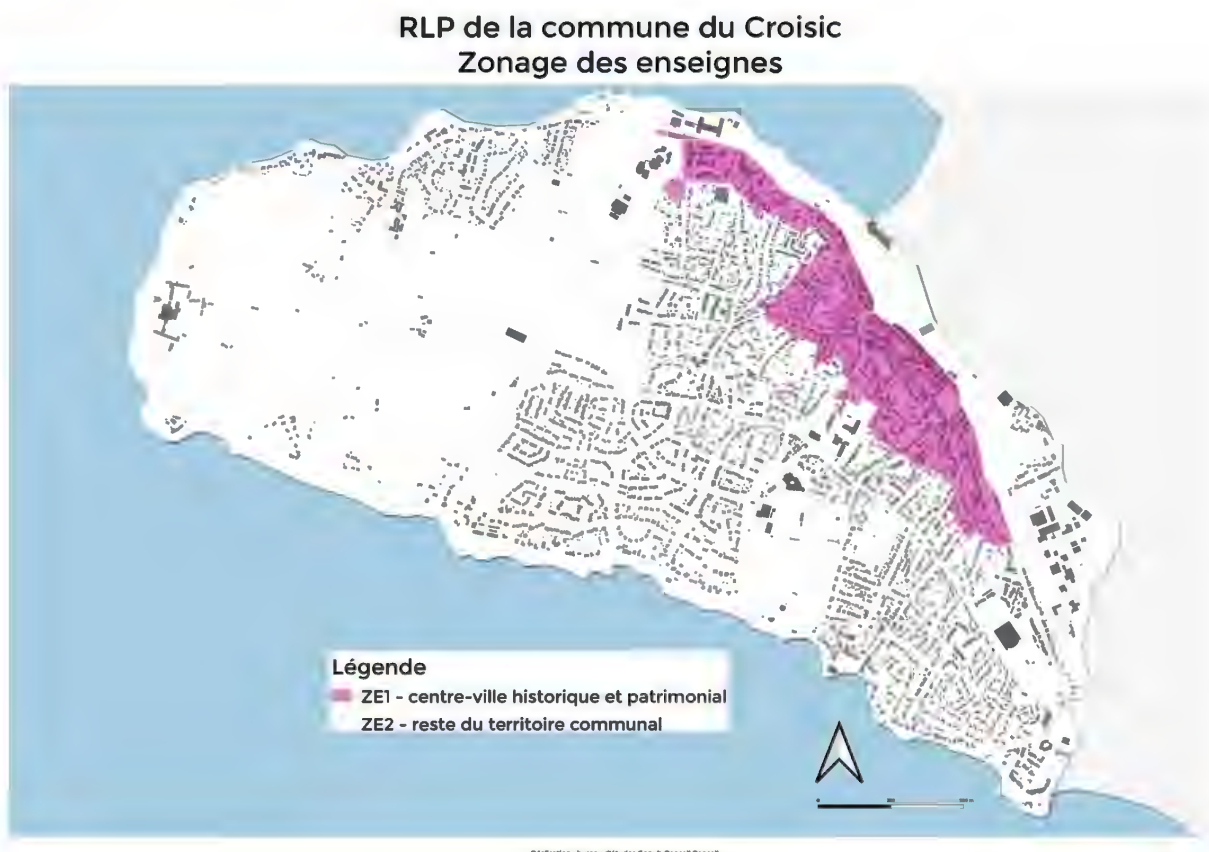 RLP de la commune du Croisic
Zonage des enseignes
Légende
ZE1 - centre-ville historique et patrimonial
ZE2 - reste du territoire communal